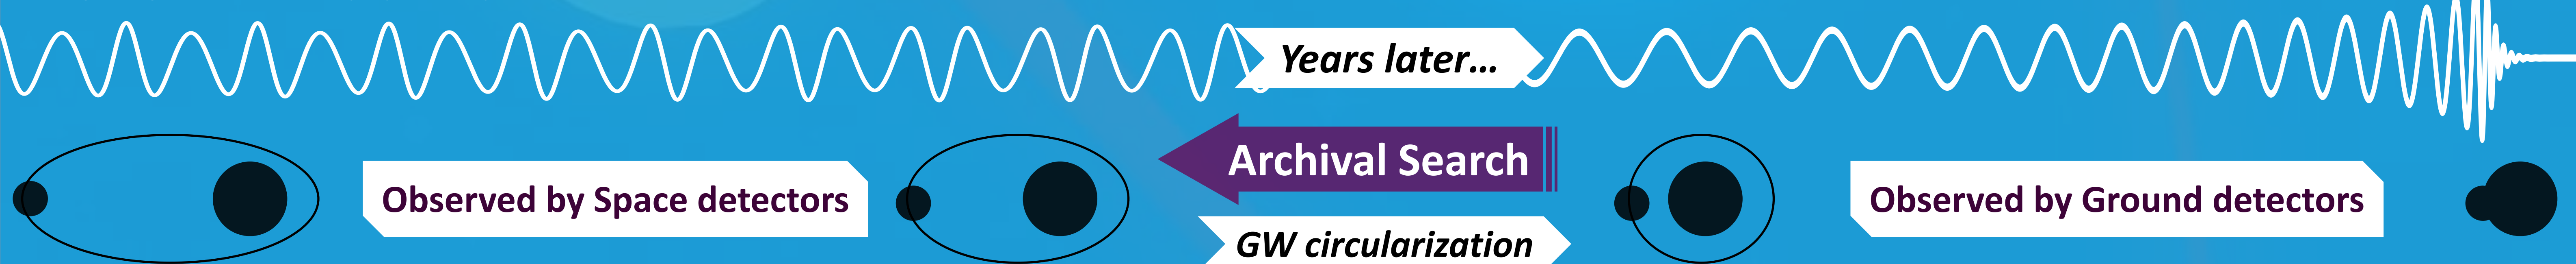 Years later…
Archival Search
Observed by Space detectors
Observed by Ground detectors
GW circularization